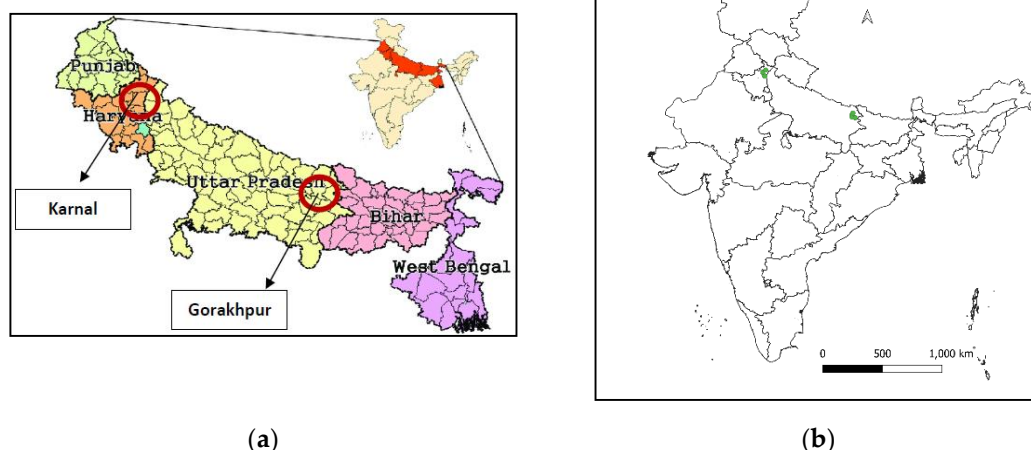 Punjab
Haryana
Karnal
Uttar Pradesh
Bihar
West Bengal
Gorakhpur
0 500 1,000 km
(a) (b)